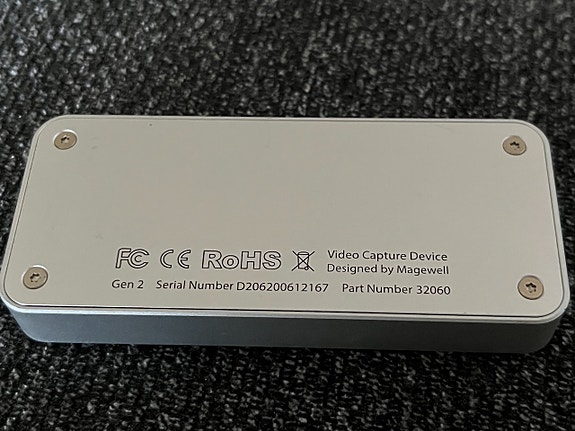 FC CE RoHS Video Capture Device
Designed by Magewell
Gen 2 Serial Number D206200612167 Part Number 32060